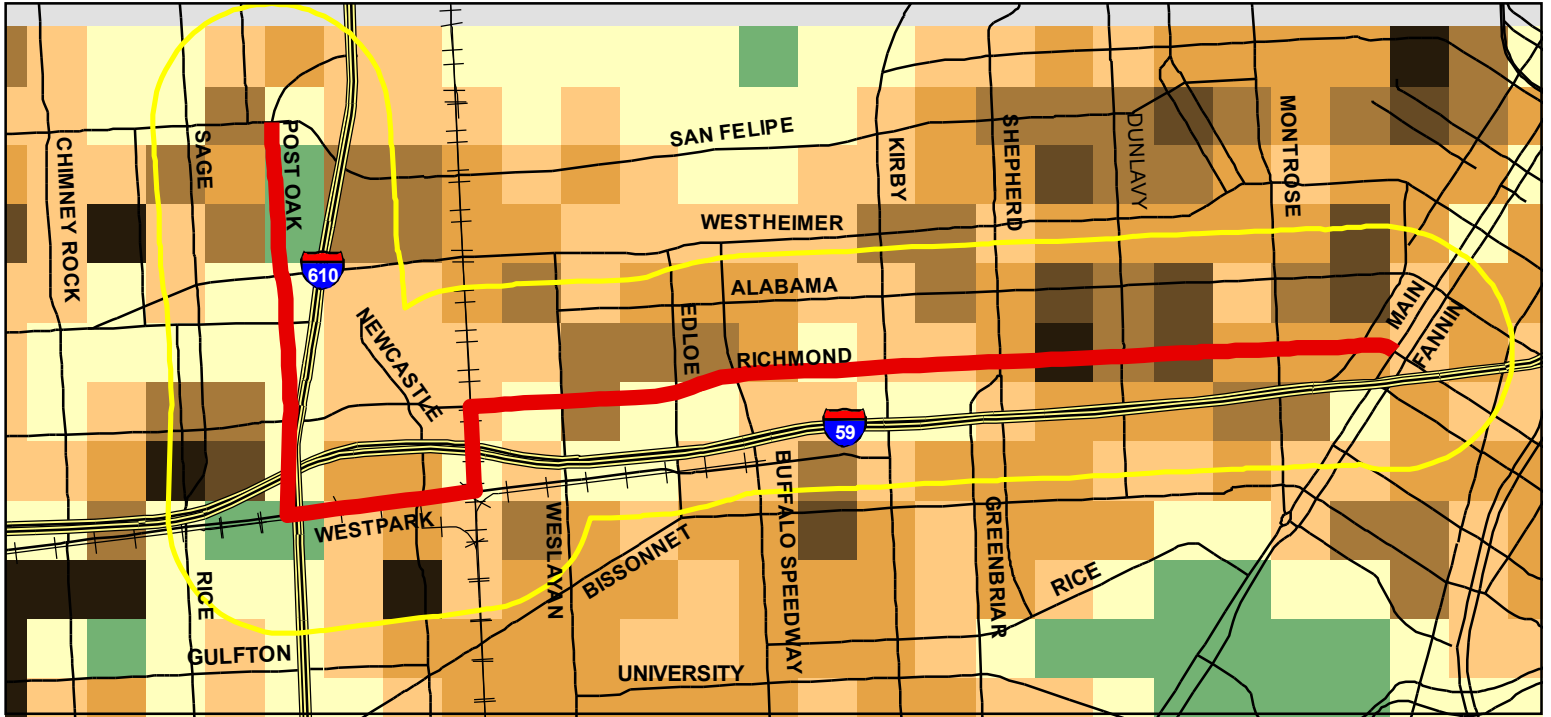 SAN FELIPE
CHIMNEY ROCK
SAGE
POST OAK
KIRBY
SHEPHERD
DUNLAVY
MONTROSE
WESTHEIMER
610
ALABAMA
NEWCASTLE
EDLOE
RICHMOND
MAIN
FANNIN
59
WESTPARK
WESLAYAN
BISSONNET
BUFFALO SPEEDWAY
GREENBRIAR
RICE
RICE
GULFTON
UNIVERSITY